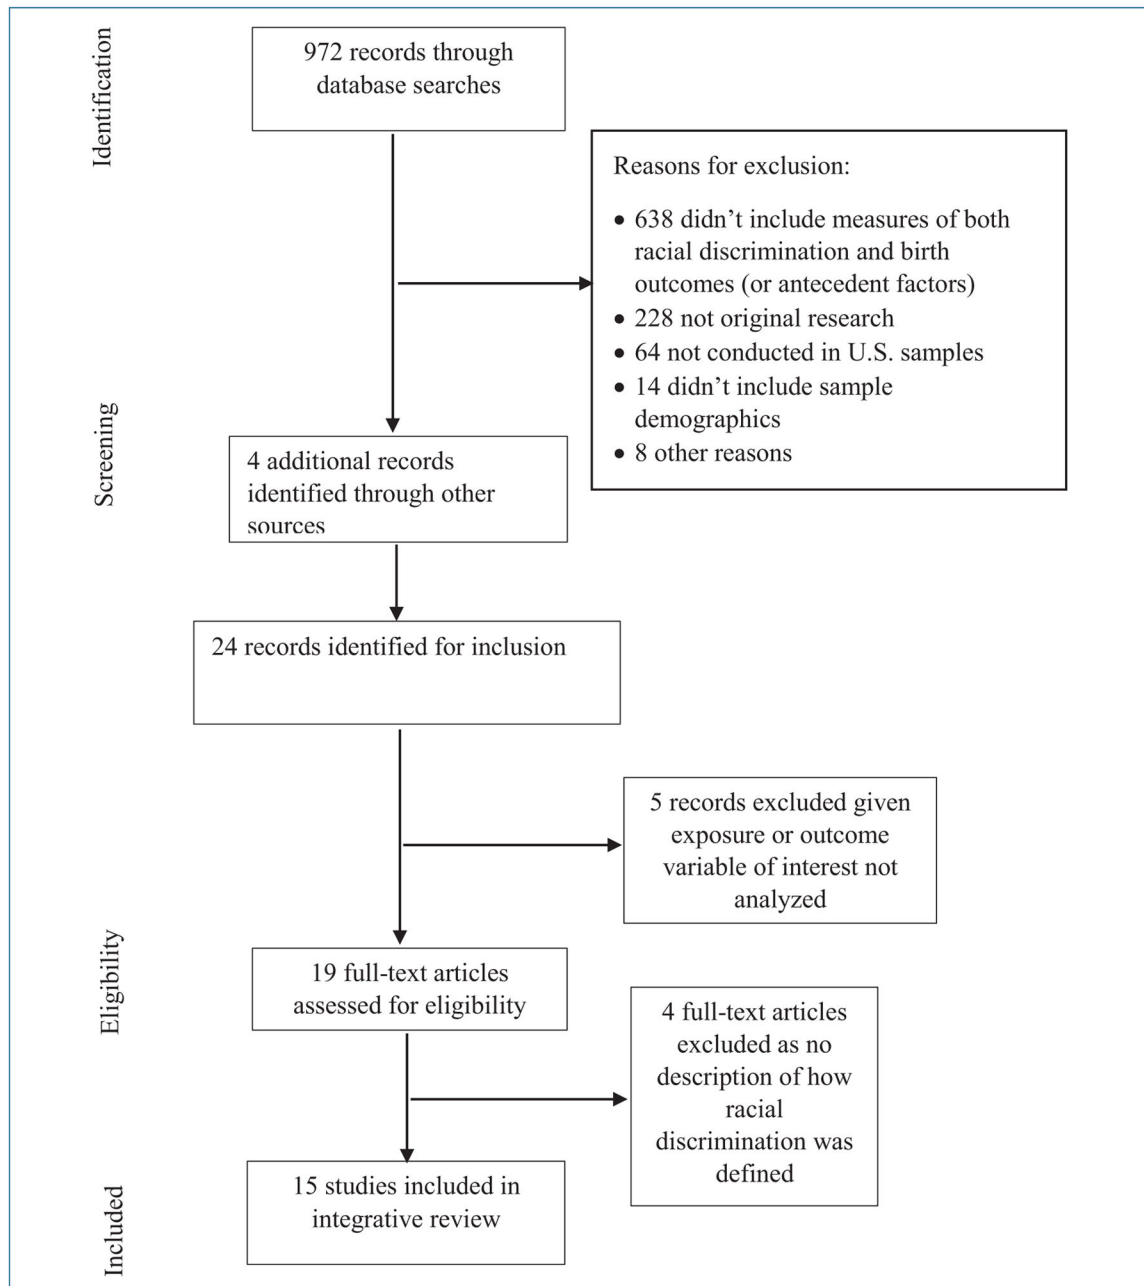 Identification
972 records through
database searches
Reasons for exclusion:
• 638 didn’t include measures of both
racial discrimination and birth
outcomes (or antecedent factors)
• 228 not original research
• 64 not conducted in U.S. samples
• 14 didn’t include sample
demographics
• 8 other reasons
Screening
4 additional records
identified through other
sources
24 records identified for inclusion
5 records excluded given
exposure or outcome
variable of interest not
analyzed
Eligibility
19 full-text articles
assessed for eligibility
4 full-text articles
excluded as no
description of how
racial
discrimination was
defined
Included
15 studies included in
integrative review